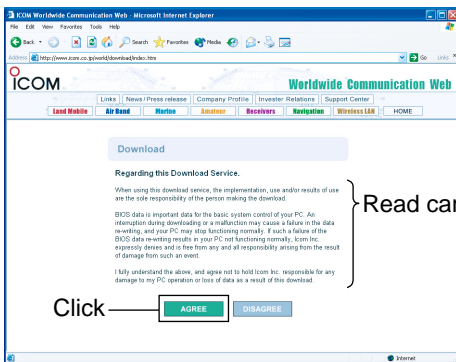 ICOM Worldwide Communication Web - Microsoft Internet Explorer
File Edit View Favorites Tools Help
Back Search Favorites Media
Address http://www.icom.co.jp/world/download/index.htm Go Links
ICOM
Worldwide Communication Web
Links News/Press release Company Profile Invester Relations Support Center
Land Mobile Air Band Marine Amateur Receivers Navigation Wireless LAN HOME
Download
Regarding this Download Service.
When using this download service, the implementation, use and/or results of use
are the sole responsibility of the person making the download.
BIOS data is important data for the basic system control of your PC. An
interruption during downloading or a malfunction may cause a failure in the data
re-writing, and your PC may stop functioning normally. If such a failure of the
BIOS data re-writing results in your PC not functioning normally, Icom Inc.
expressly denies and is free from any and all responsibility arising from the result
of damage from such an event.
I fully understand the above, and agree not to hold Icom Inc. responsible for any
damage to my PC operation or loss of data as a result of this download.
Read car
Click
AGREE DISAGREE
Internet